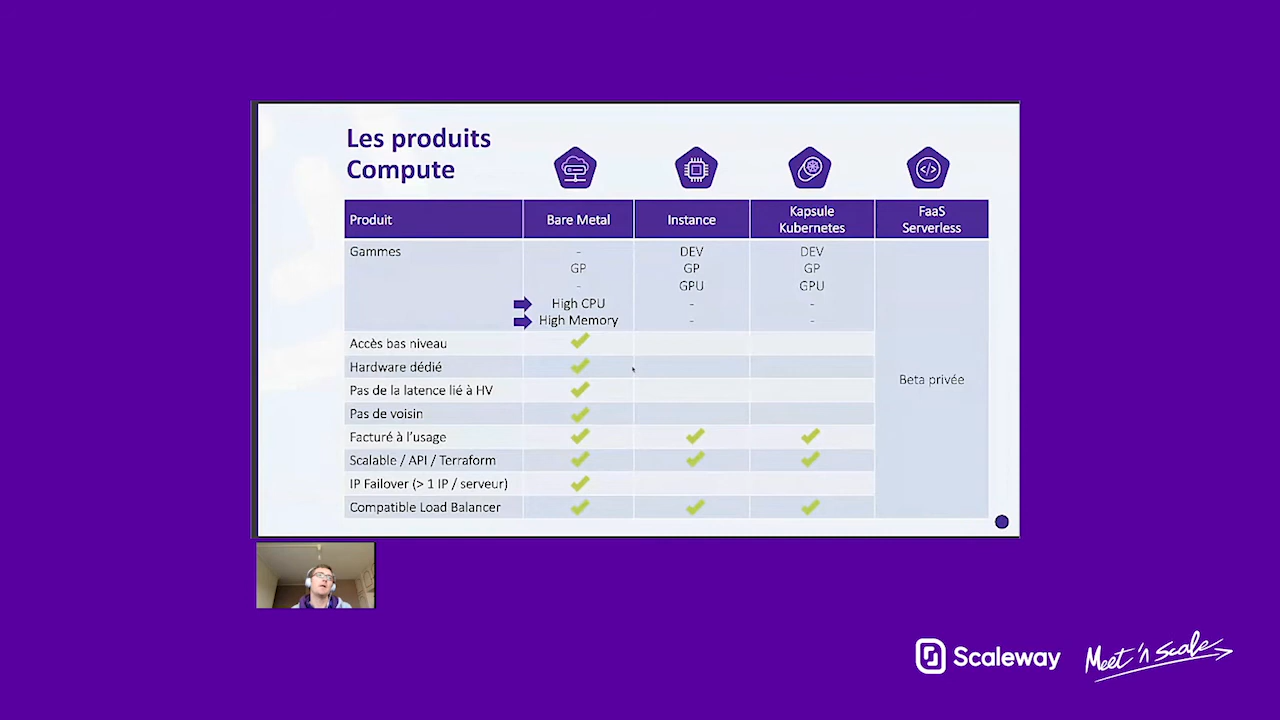 Les produits
Compute
Produit
Bare Metal
Instance
Kapsule
Kubernetes
FaaS
Serverless
Gammes
-
GP
-
High CPU
High Memory
DEV
GP
GPU
-
-
DEV
GP
GPU
-
-
Beta privée
Accès bas niveau
Hardware dédié
Pas de la latence lié à HV
Pas de voisin
Facturé à l’usage
Scalable / API / Terraform
IP Failover (> 1 IP / serveur)
Compatible Load Balancer
Scaleway
Meet 'n scale